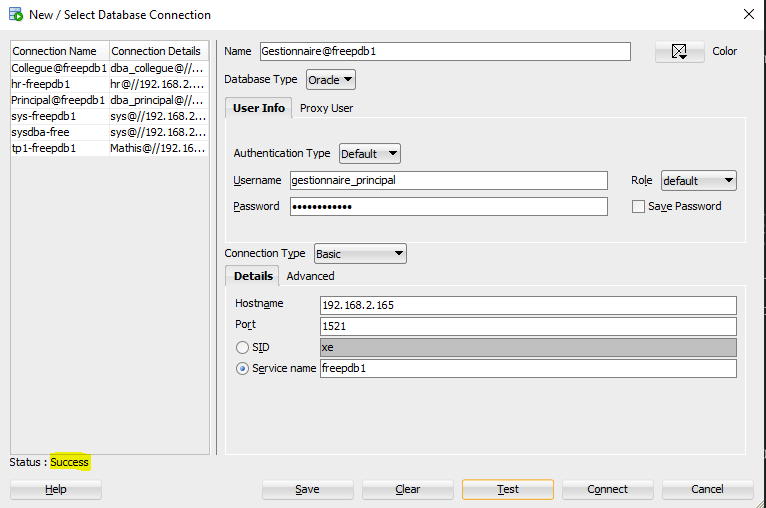 New / Select Database Connection
Connection Name Connection Details
Collegue@freepdb1 dba_collegue@//...
hr-freepdb1 hr@//192.168.2....
Principal@freepdb1 dba_principal@//...
sys-freepdb1 sys@//192.168.2...
sysdba-free sys@//192.168.2...
tp1-freepdb1 Mathis@//192.16...
Name Gestionnaire@freepdb1 Color
Database Type Oracle
User Info Proxy User
Authentication Type Default
Username gestionnaire_principal Role default
Password •••••••••••• Save Password
Connection Type Basic
Details Advanced
Hostname 192.168.2.165
Port 1521
SID xe
Service name freepdb1
Status : Success
Help Save Clear Test Connect Cancel